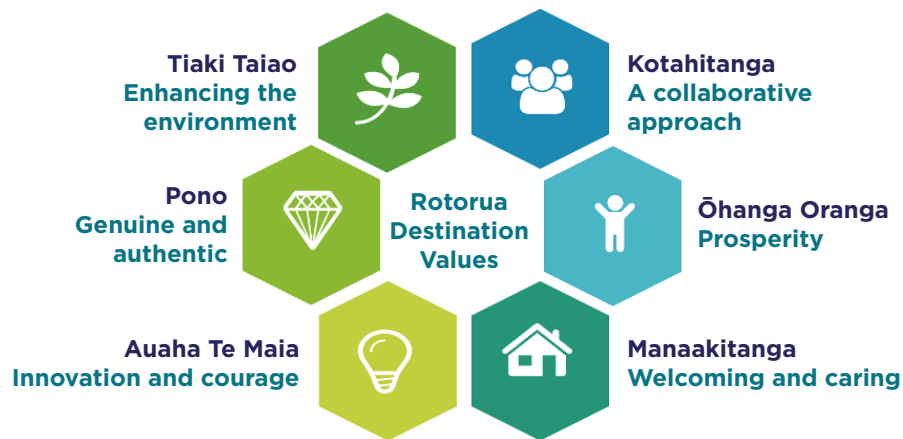 Tiaki Taiao
Enhancing the
environment
Kotahitanga
A collaborative
approach
Pono
Genuine and
authentic
Rotorua
Destination
Values
Ōhanga Oranga
Prosperity
Auaha Te Maia
Innovation and courage
Manaakitanga
Welcoming and caring